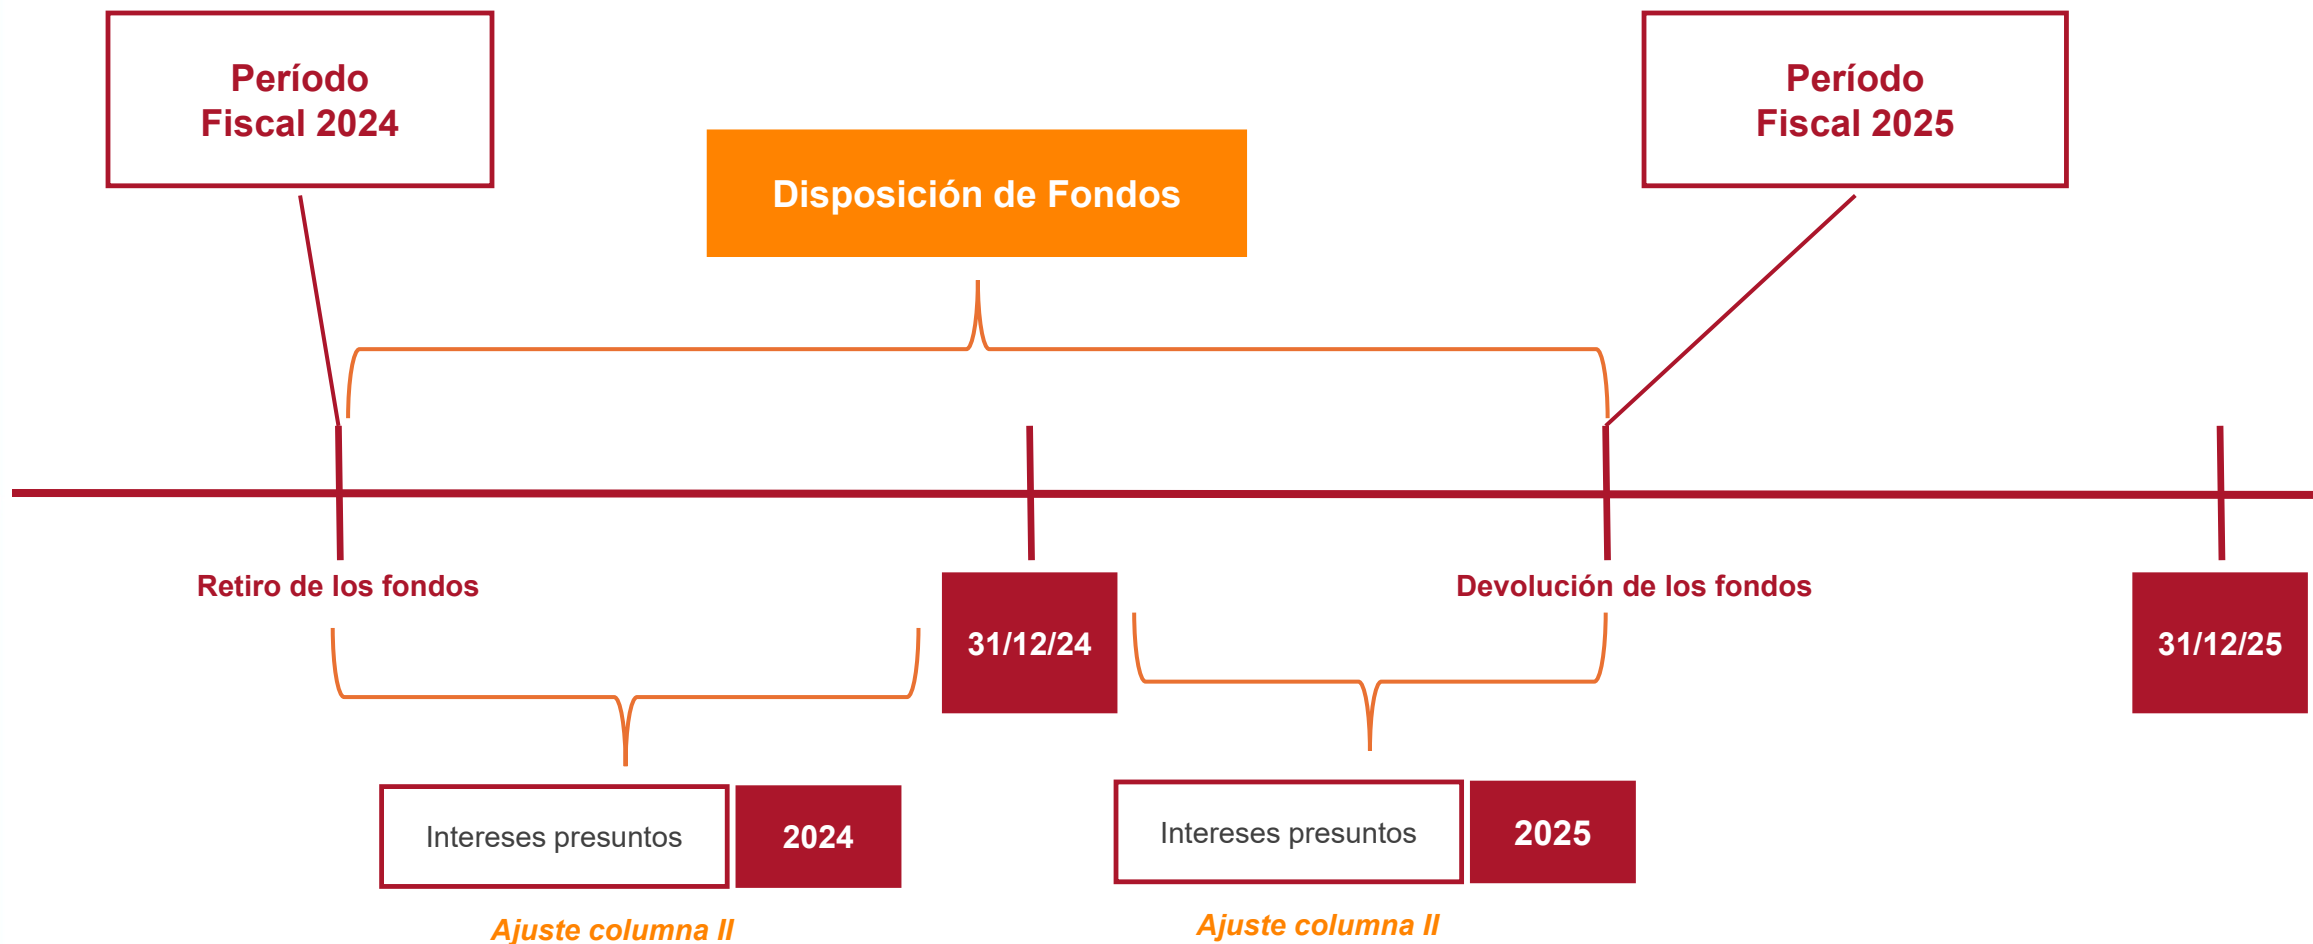 Período
Fiscal 2024
Período
Fiscal 2025
Disposición de Fondos
Retiro de los fondos
Devolución de los fondos
31/12/24
31/12/25
Intereses presuntos
2024
Intereses presuntos
2025
Ajuste columna II
Ajuste columna II